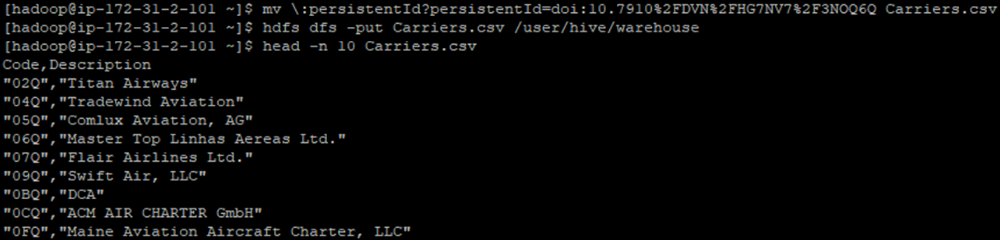 [hadoop@ip-172-31-2-101 ~]$ mv \:persistentId?persistentId=doi:10.7910%2FDVN%2FHG7NV7%2F3NOQ6Q Carriers.csv
[hadoop@ip-172-31-2-101 ~]$ hdfs dfs -put Carriers.csv /user/hive/warehouse
[hadoop@ip-172-31-2-101 ~]$ head -n 10 Carriers.csv
Code,Description
"02Q","Titan Airways"
"04Q","Tradewind Aviation"
"05Q","Comlux Aviation, AG"
"06Q","Master Top Linhas Aereas Ltd."
"07Q","Flair Airlines Ltd."
"09Q","Swift Air, LLC"
"0BQ","DCA"
"0CQ","ACM AIR CHARTER GmbH"
"0FQ","Maine Aviation Aircraft Charter, LLC"